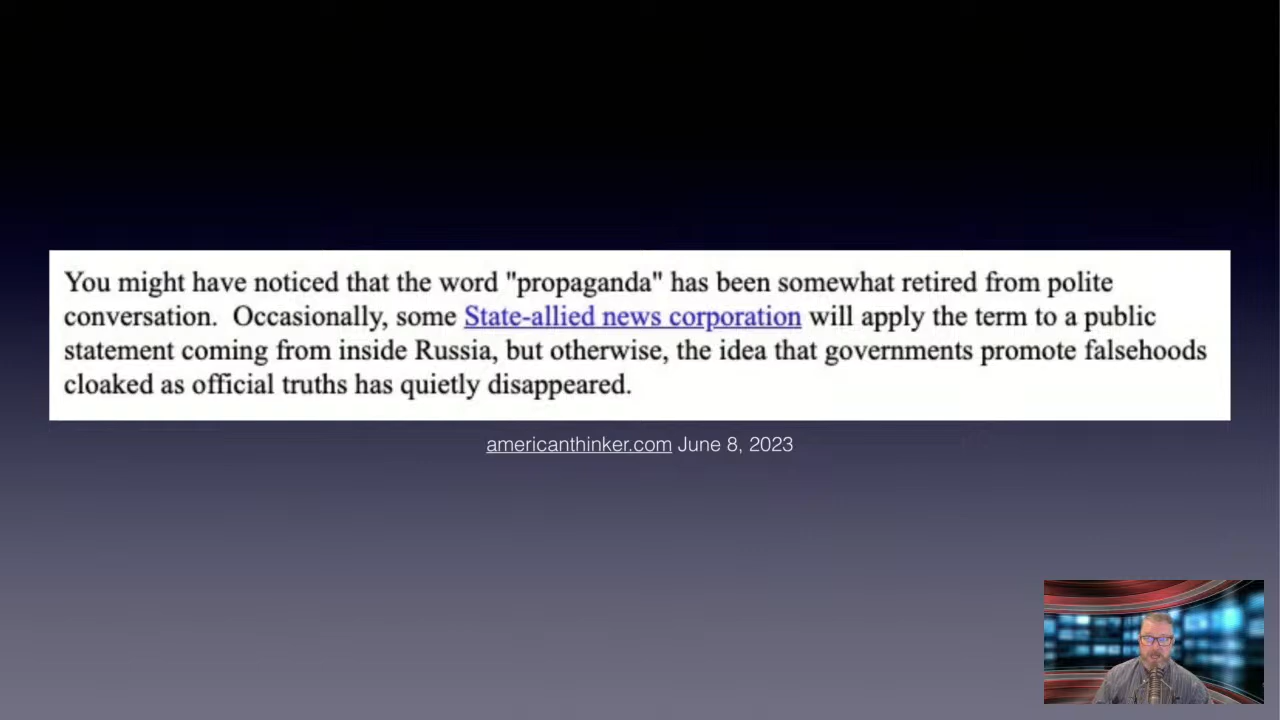 You might have noticed that the word "propaganda" has been somewhat retired from polite
conversation.  Occasionally, some State-allied news corporation will apply the term to a public
statement coming from inside Russia, but otherwise, the idea that governments promote falsehoods
cloaked as official truths has quietly disappeared.
americanthinker.com June 8, 2023